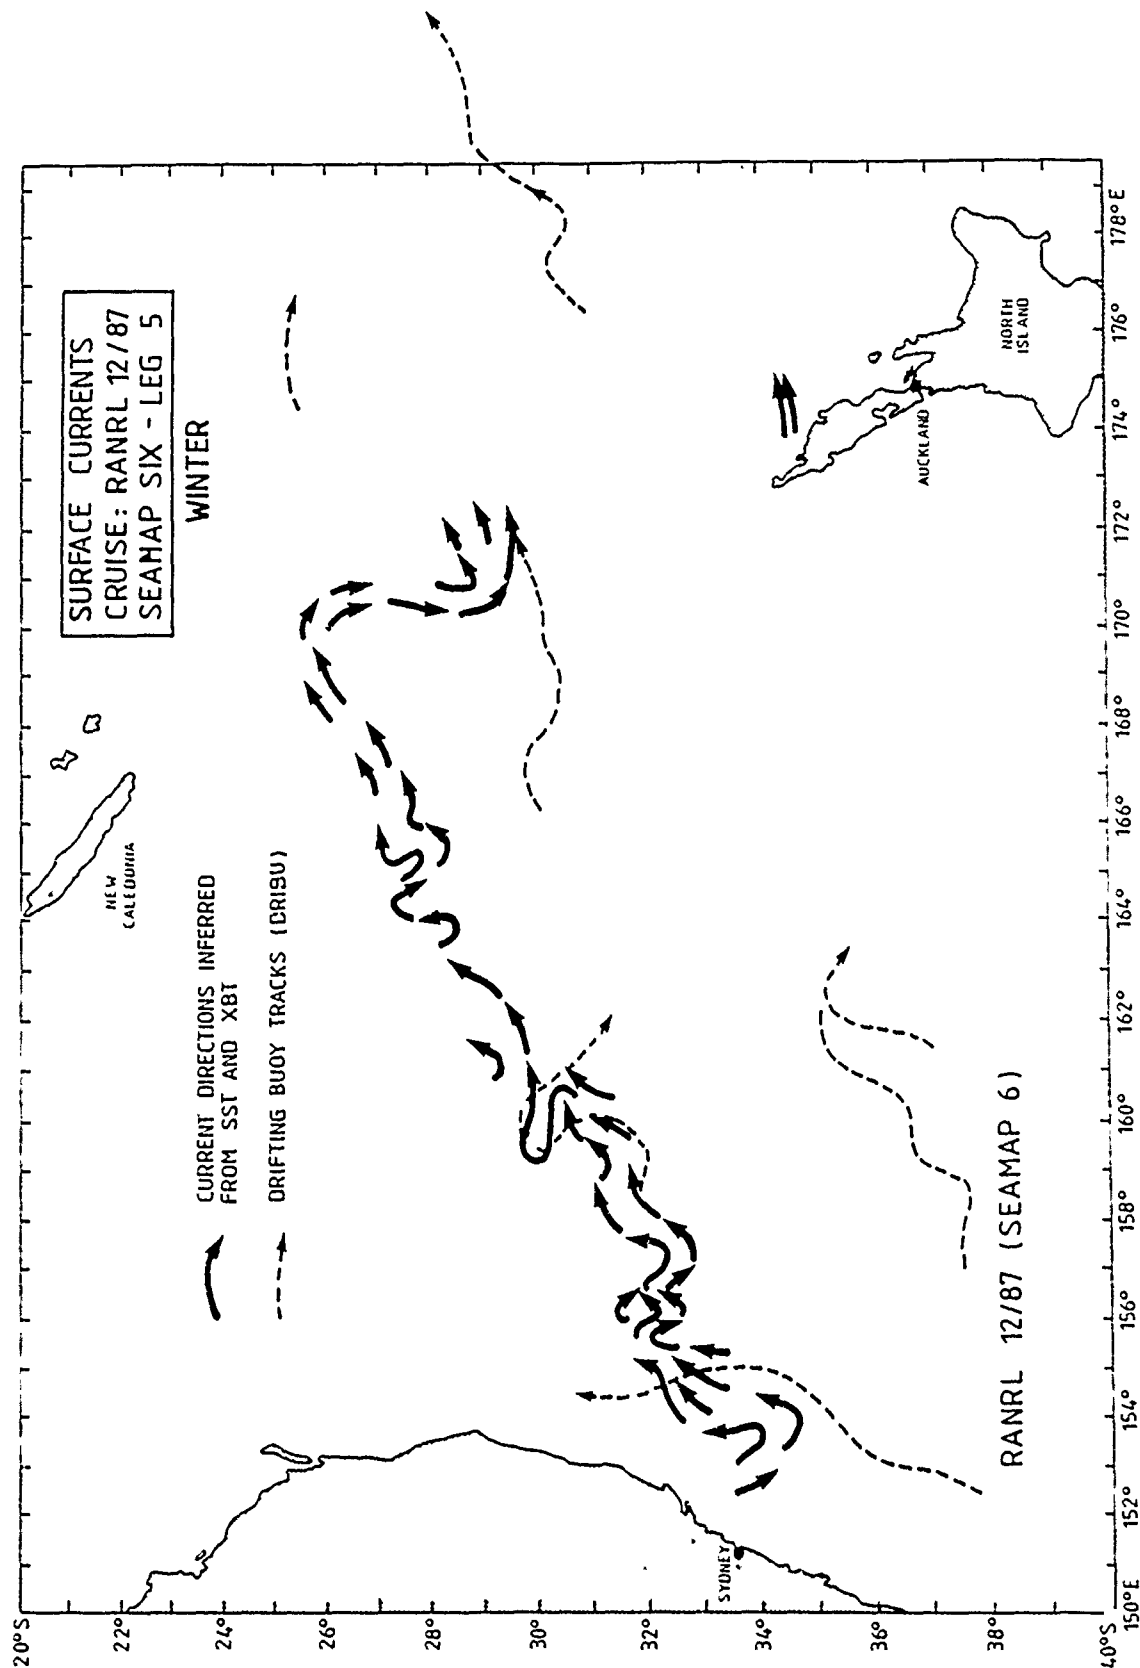 SURFACE CURRENTS
CRUISE: RANRL 12/87
SEAMAP SIX - LEG 5
WINTER
CURRENT DIRECTIONS INFERRED
FROM SST AND XBT
DRIFTING BUOY TRACKS (DRIBU)
NEW
CALEDONIA
AUCKLAND
NORTH
ISLAND
SYDNEY
RANRL 12/87 (SEAMAP 6)
20°S
22°
24°
26°
28°
30°
32°
34°
36°
38°
40°S
150°E
152°
154°
156°
158°
160°
162°
164°
166°
168°
170°
172°
174°
176°
178°E